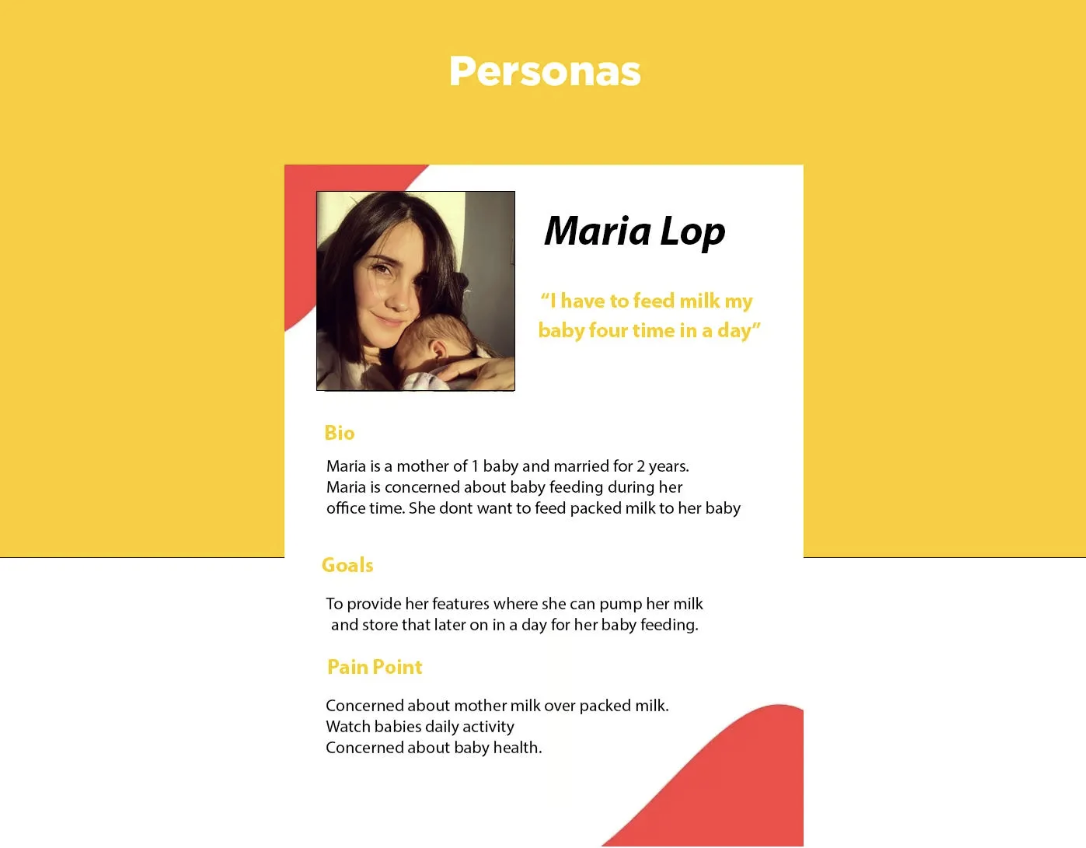 Personas
Maria Lop
“I have to feed milk my
baby four time in a day”
Bio
Maria is a mother of 1 baby and married for 2 years.
Maria is concerned about baby feeding during her
office time. She dont want to feed packed milk to her baby
Goals
To provide her features where she can pump her milk
and store that later on in a day for her baby feeding.
Pain Point
Concerned about mother milk over packed milk.
Watch babies daily activity
Concerned about baby health.